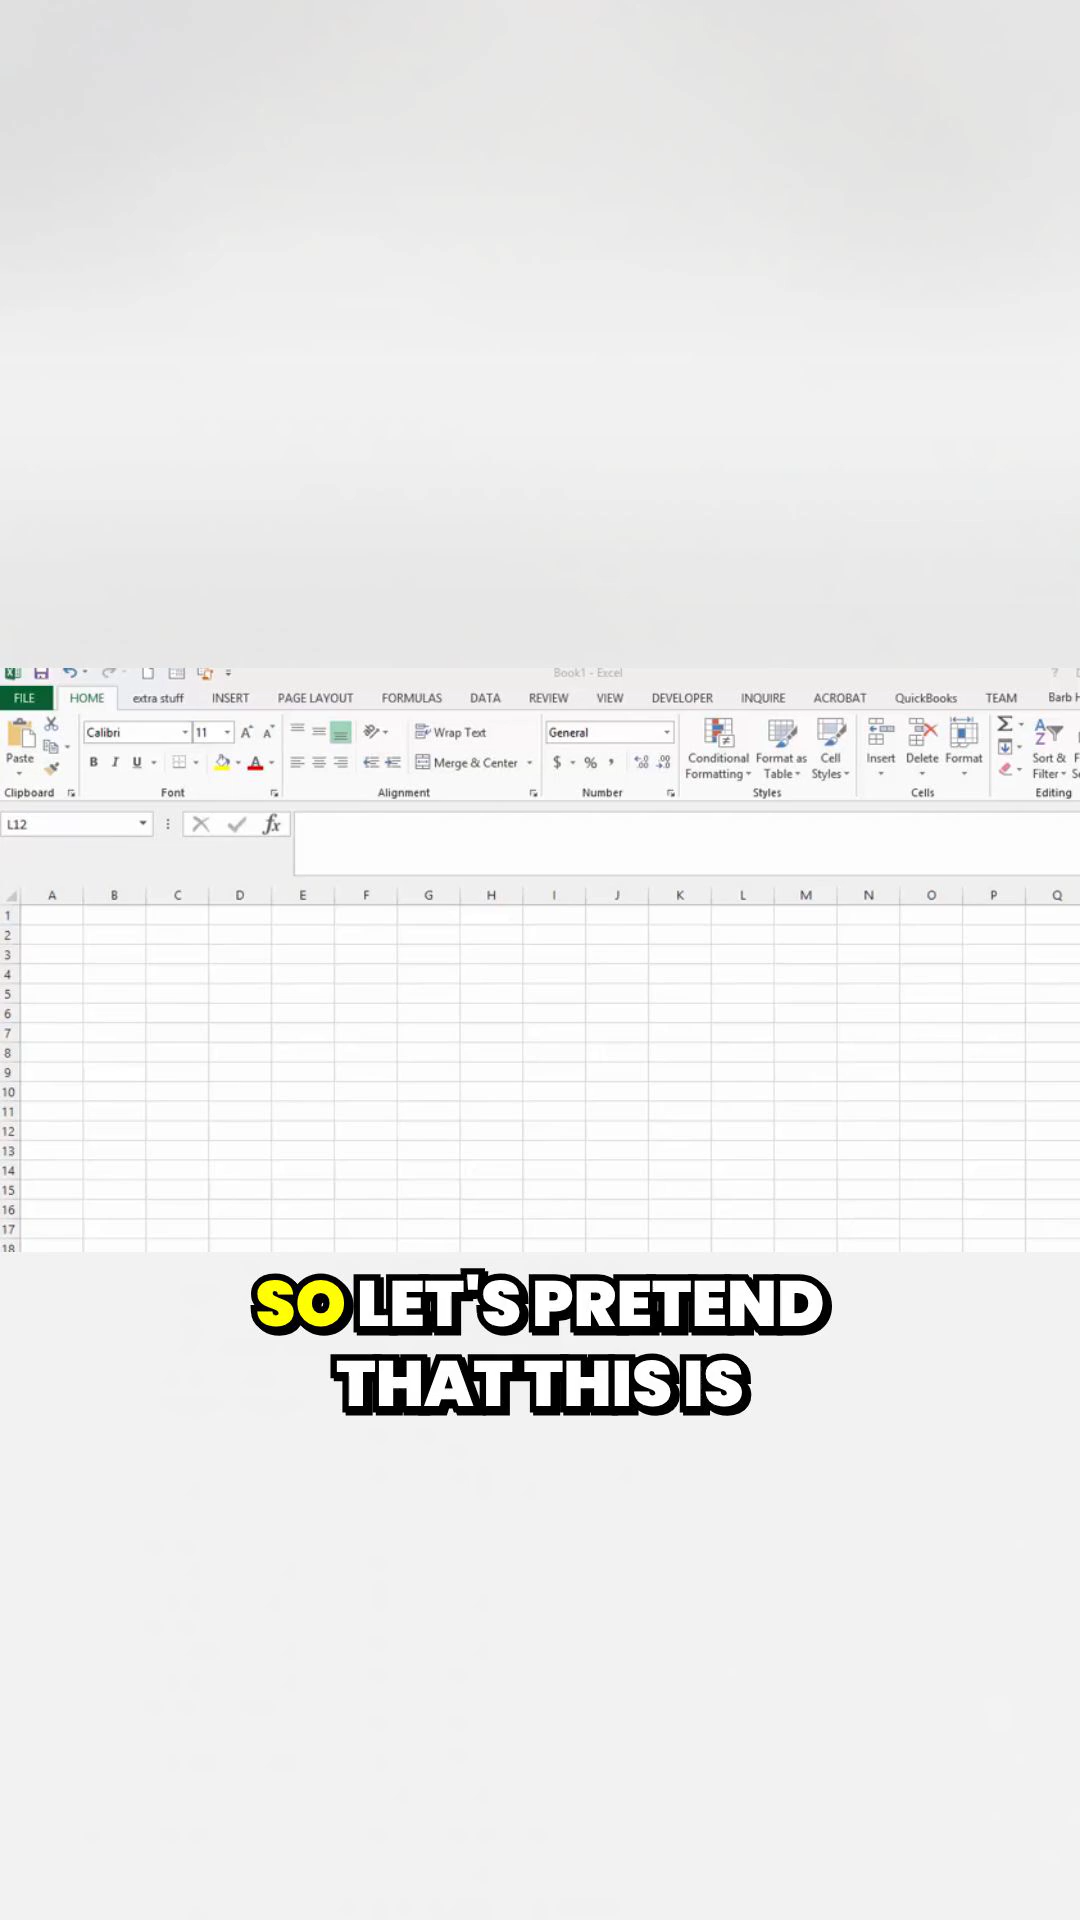 Book1 - Excel ?
FILE HOME extra stuff INSERT PAGE LAYOUT FORMULAS DATA REVIEW VIEW DEVELOPER INQUIRE ACROBAT QuickBooks TEAM Barb H
Calibri 11 Wrap Text General
Paste B I U Merge & Center $ % , Conditional Formatting Format as Table Cell Styles Insert Delete Format Sort & Filter
Clipboard Font Alignment Number Styles Cells Editing
L12 fx
A B C D E F G H I J K L M N O P Q
1
2
3
4
5
6
7
8
9
10
11
12
13
14
15
16
17
18
SO LET'S PRETEND
THAT THIS IS